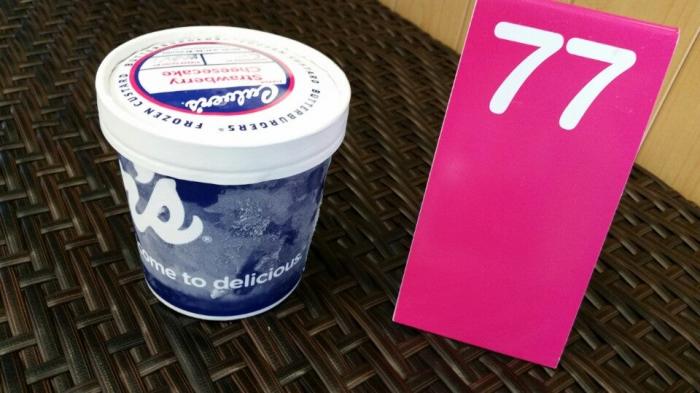 FROZEN CUSTARD BUTTERBURGERS®
Culver's
Strawberry
Cheesecake
's®
ome to delicious.
77